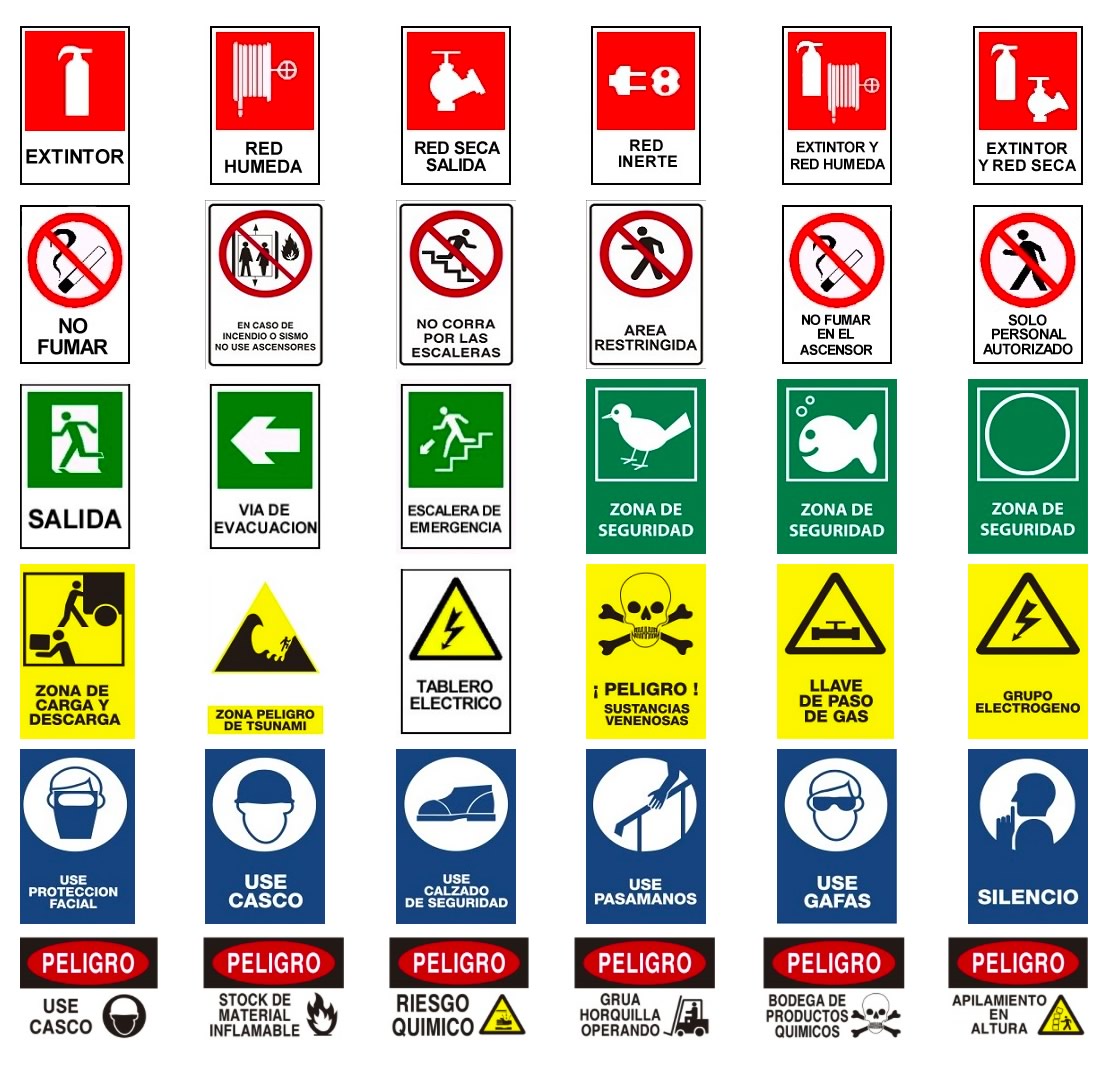 EXTINTOR
RED
HUMEDA
RED SECA
SALIDA
RED
INERTE
EXTINTOR Y
RED HUMEDA
EXTINTOR
Y RED SECA
NO
FUMAR
EN CASO DE
INCENDIO O SISMO
NO USE ASCENSORES
NO CORRA
POR LAS
ESCALERAS
AREA
RESTRINGIDA
NO FUMAR
EN EL
ASCENSOR
SOLO
PERSONAL
AUTORIZADO
SALIDA
VIA DE
EVACUACION
ESCALERA DE
EMERGENCIA
ZONA DE
SEGURIDAD
ZONA DE
SEGURIDAD
ZONA DE
SEGURIDAD
ZONA DE
CARGA Y
DESCARGA
ZONA PELIGRO
DE TSUNAMI
TABLERO
ELECTRICO
¡ PELIGRO !
SUSTANCIAS
VENENOSAS
LLAVE
DE PASO
DE GAS
GRUPO
ELECTROGENO
USE
PROTECCION
FACIAL
USE
CASCO
USE
CALZADO
DE SEGURIDAD
USE
PASAMANOS
USE
GAFAS
SILENCIO
PELIGRO
USE
CASCO
PELIGRO
STOCK DE
MATERIAL
INFLAMABLE
PELIGRO
RIESGO
QUIMICO
PELIGRO
GRUA
HORQUILLA
OPERANDO
PELIGRO
BODEGA DE
PRODUCTOS
QUIMICOS
PELIGRO
APILAMIENTO
EN
ALTURA